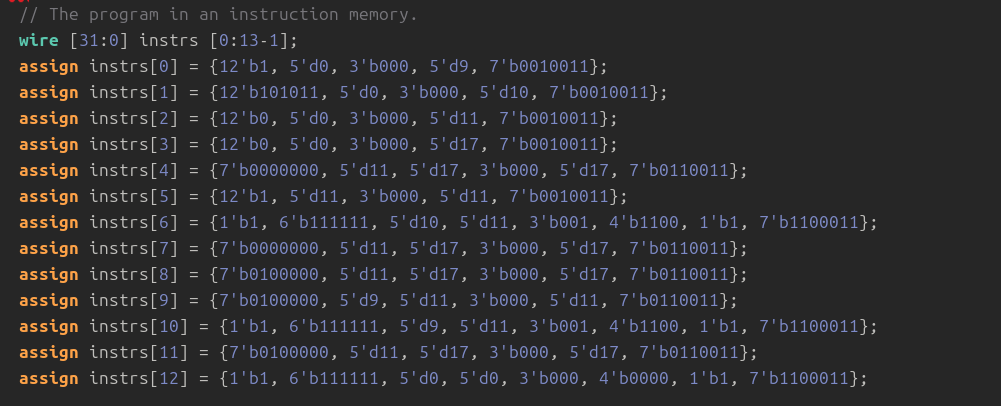 // The program in an instruction memory.
wire [31:0] instrs [0:13-1];
assign instrs[0] = {12'b1, 5'd0, 3'b000, 5'd9, 7'b0010011};
assign instrs[1] = {12'b101011, 5'd0, 3'b000, 5'd10, 7'b0010011};
assign instrs[2] = {12'b0, 5'd0, 3'b000, 5'd11, 7'b0010011};
assign instrs[3] = {12'b0, 5'd0, 3'b000, 5'd17, 7'b0010011};
assign instrs[4] = {7'b0000000, 5'd11, 5'd17, 3'b000, 5'd17, 7'b0110011};
assign instrs[5] = {12'b1, 5'd11, 3'b000, 5'd11, 7'b0010011};
assign instrs[6] = {1'b1, 6'b111111, 5'd10, 5'd11, 3'b001, 4'b1100, 1'b1, 7'b1100011};
assign instrs[7] = {7'b0000000, 5'd11, 5'd17, 3'b000, 5'd17, 7'b0110011};
assign instrs[8] = {7'b0100000, 5'd11, 5'd17, 3'b000, 5'd17, 7'b0110011};
assign instrs[9] = {7'b0100000, 5'd9, 5'd11, 3'b000, 5'd11, 7'b0110011};
assign instrs[10] = {1'b1, 6'b111111, 5'd9, 5'd11, 3'b001, 4'b1100, 1'b1, 7'b1100011};
assign instrs[11] = {7'b0100000, 5'd11, 5'd17, 3'b000, 5'd17, 7'b0110011};
assign instrs[12] = {1'b1, 6'b111111, 5'd0, 5'd0, 3'b000, 4'b0000, 1'b1, 7'b1100011};